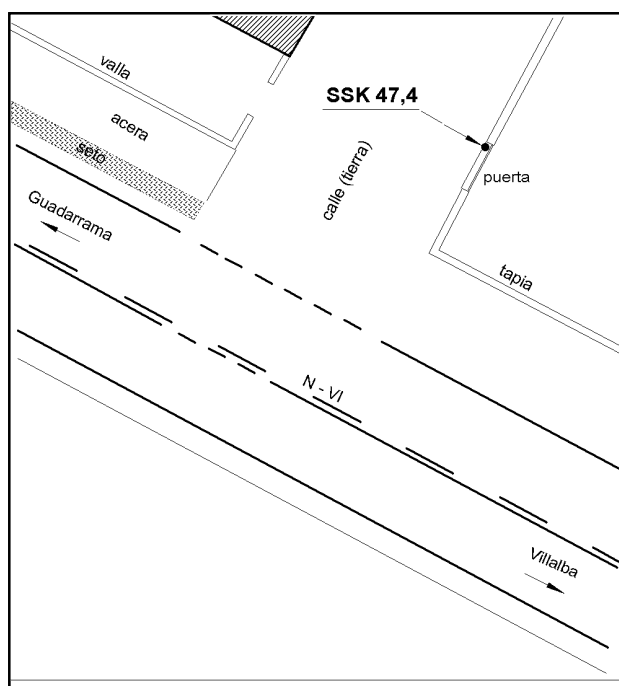 valla
SSK 47,4
acera
seto
calle (tierra)
puerta
Guadarrama
tapia
N - VI
Villalba